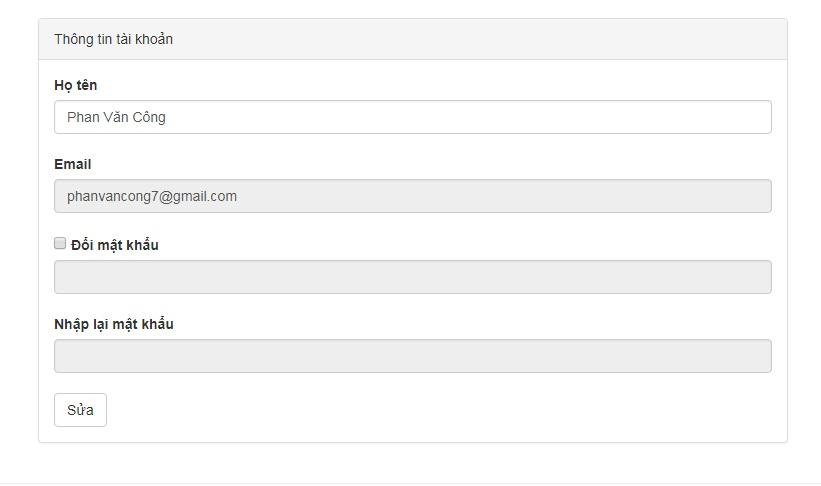 Thông tin tài khoản
Họ tên
Phan Văn Công
Email
phanvancong7@gmail.com
Đổi mật khẩu
Nhập lại mật khẩu
Sửa